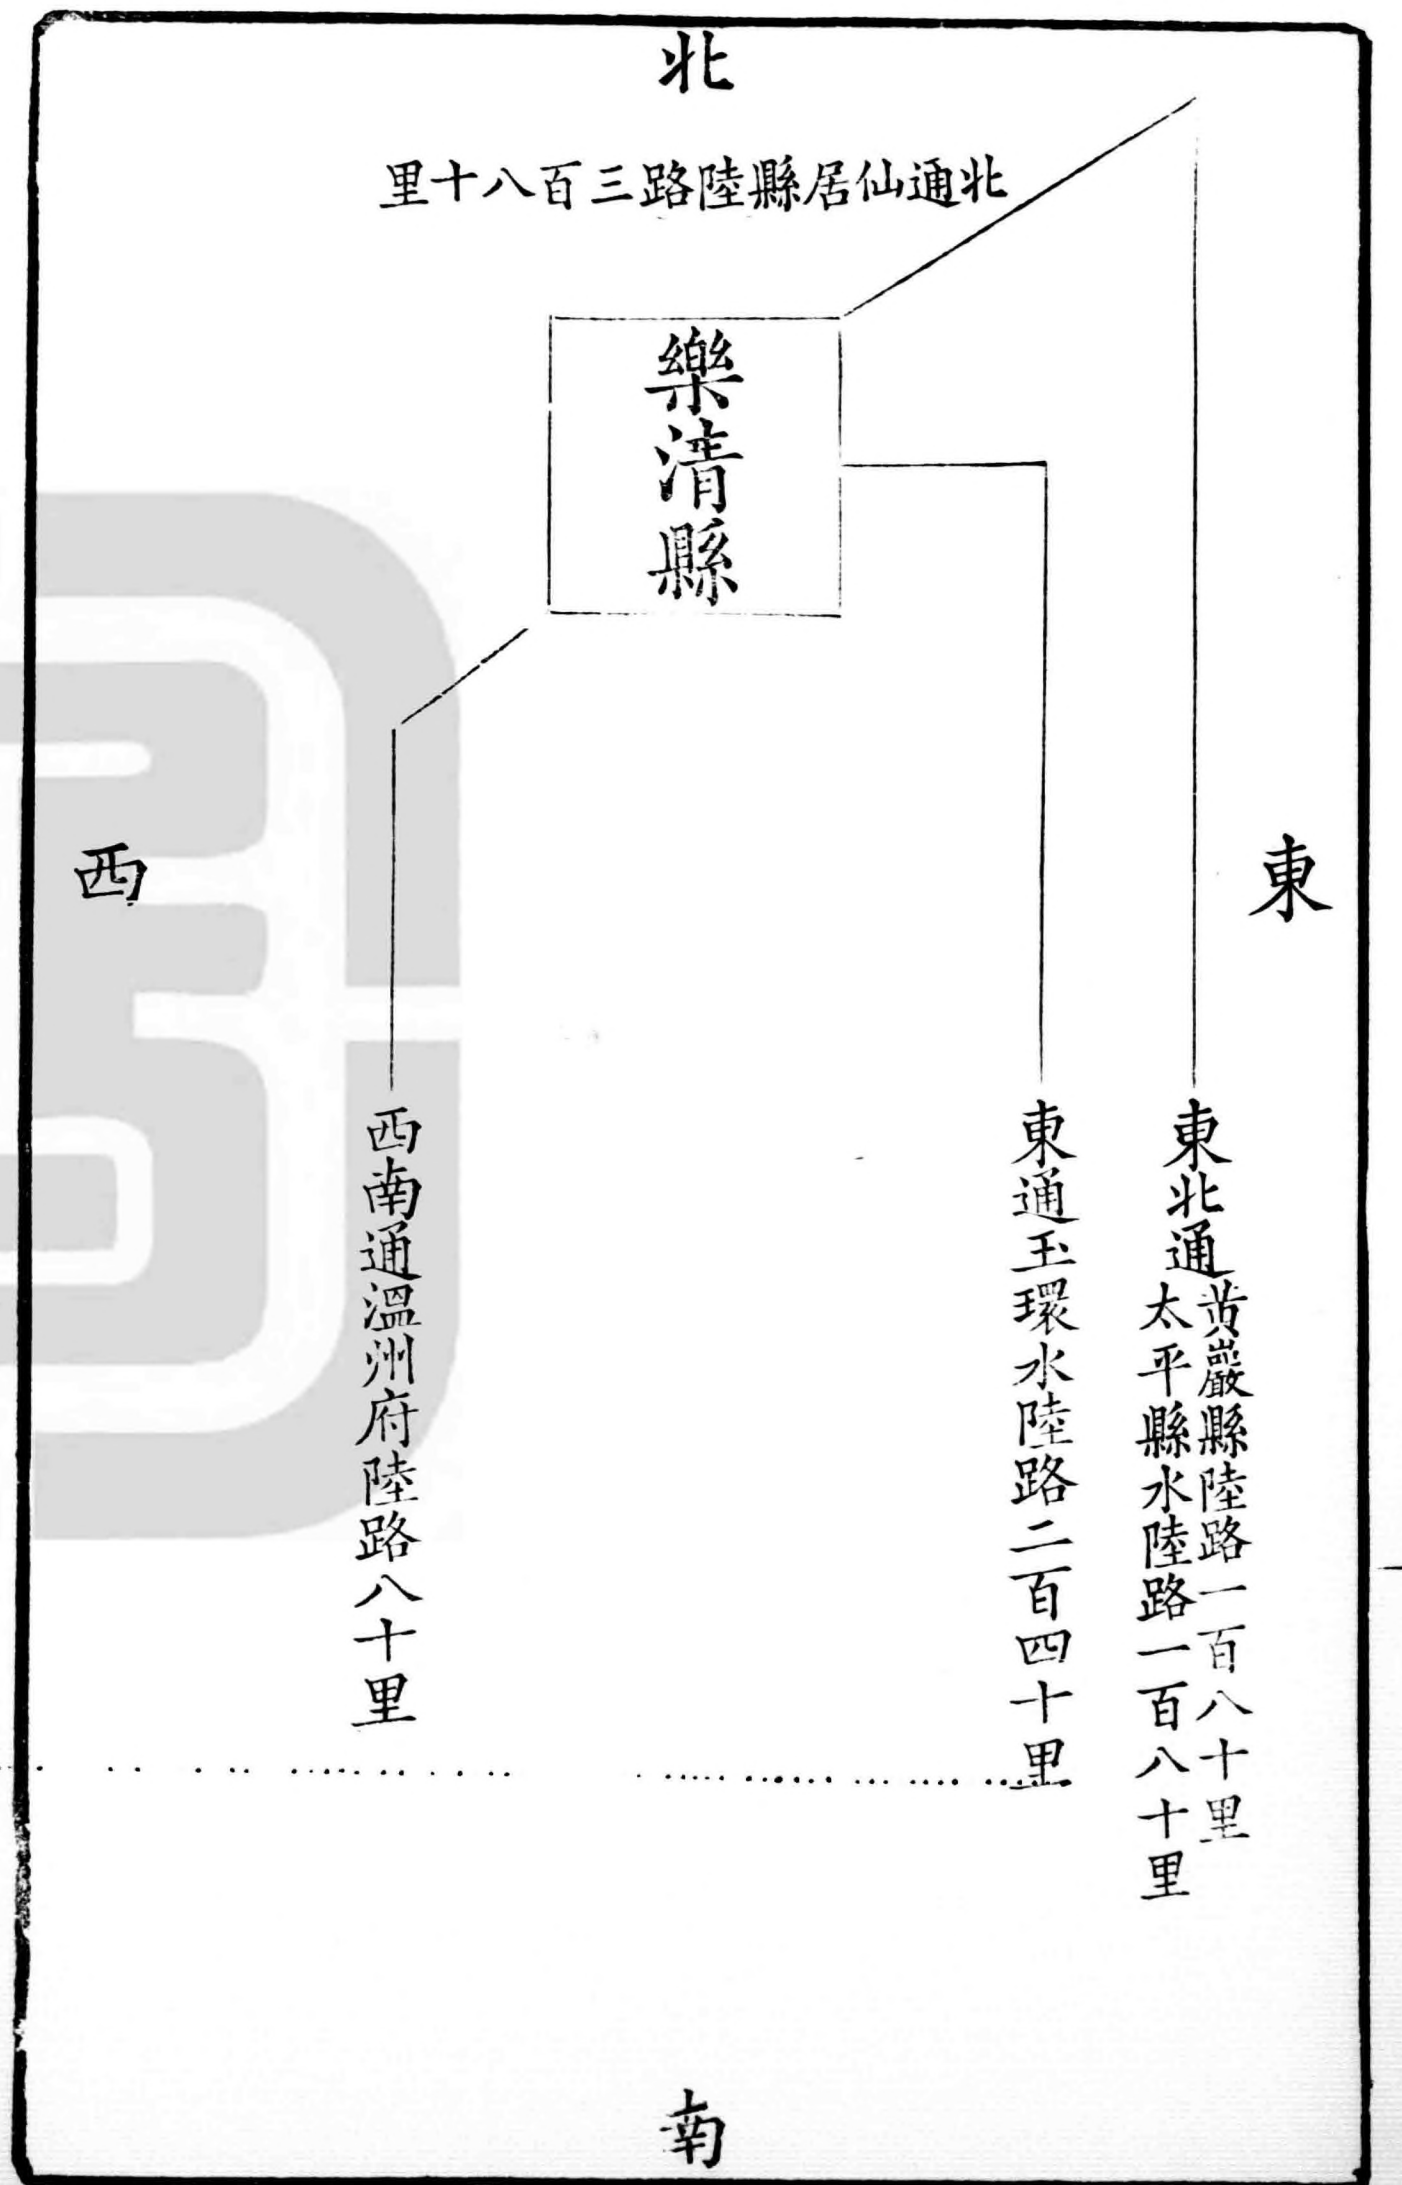 北
北通仙居縣陸路三百八十里
樂清縣
東
東北通
黄巖縣陸路一百八十里
太平縣水陸路一百八十里
東通玉環水陸路二百四十里
西南通溫州府陸路八十里
西
南